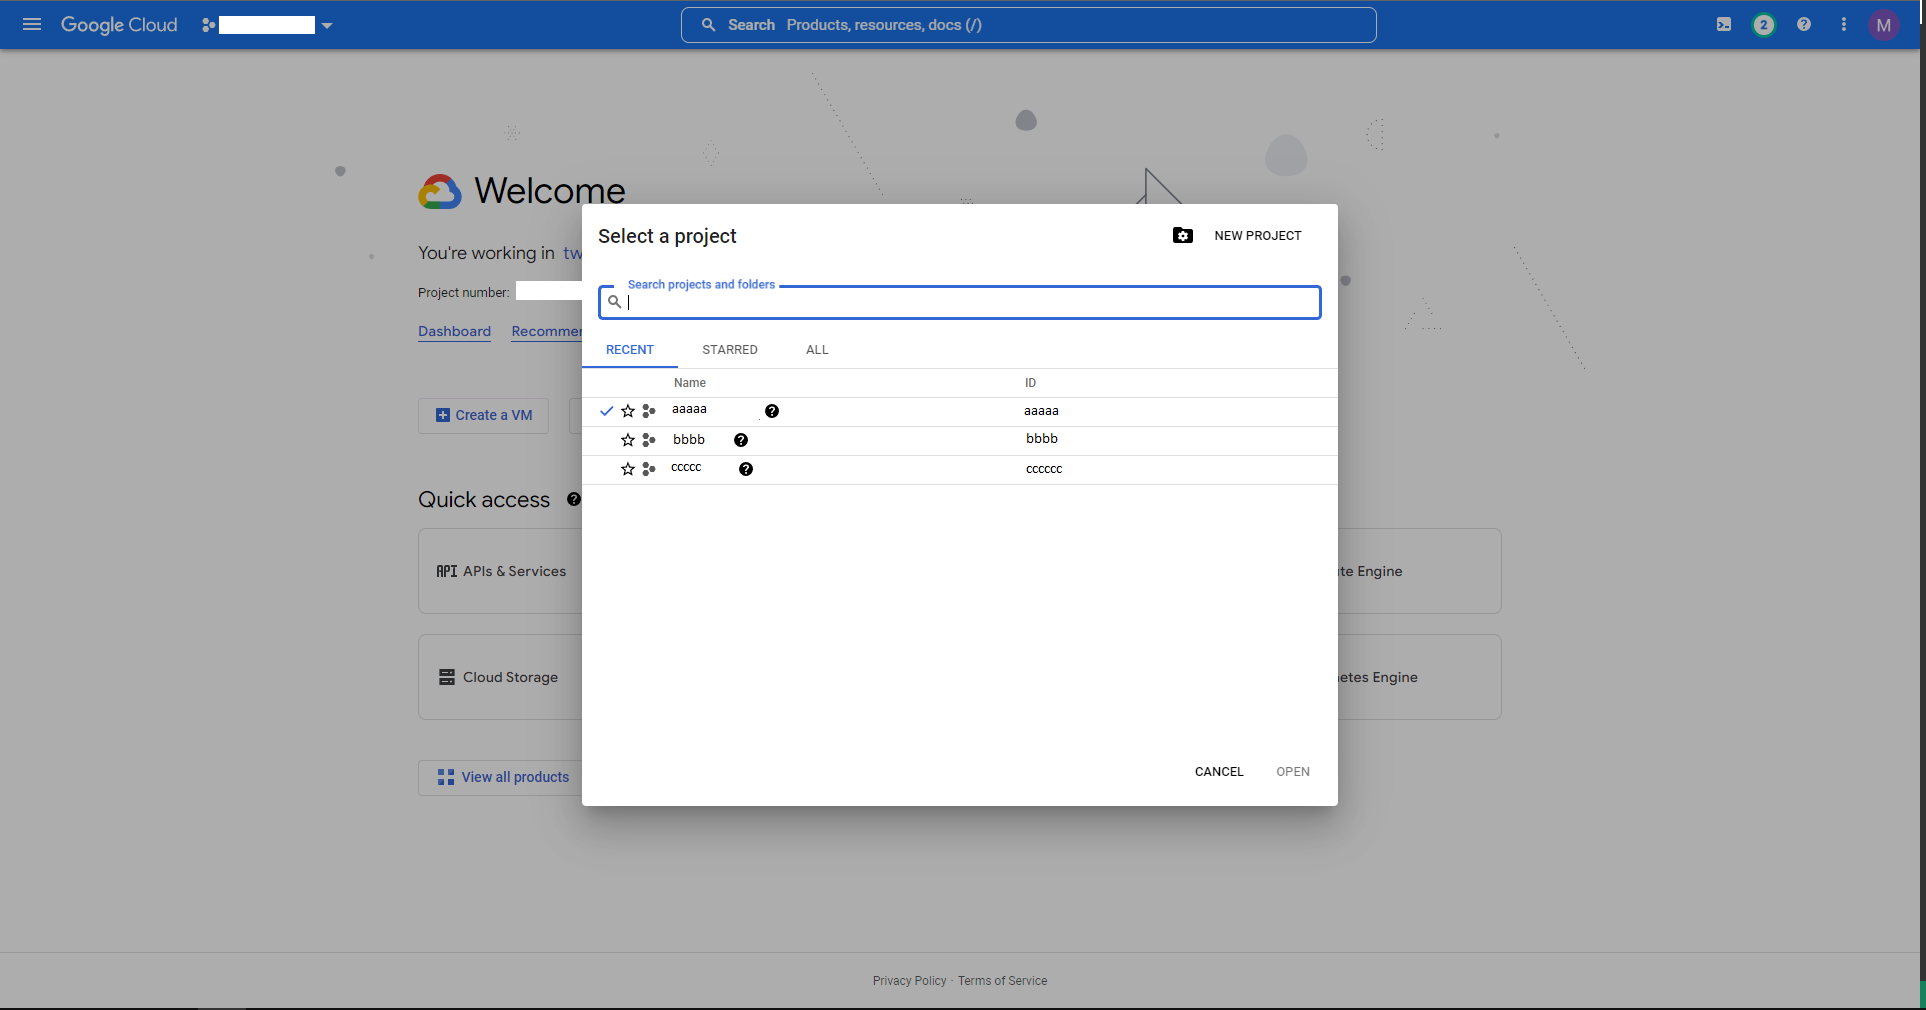 Google Cloud
Search Products, resources, docs (/)
2
M
Welcome
You're working in tw
Project number:
Dashboard Recommen
Create a VM
Quick access
API APIs & Services
Cloud Storage
View all products
Select a project
NEW PROJECT
Search projects and folders
RECENT STARRED ALL
Name ID
aaaaa aaaaa
bbbb bbbb
ccccc cccccc
CANCEL OPEN
te Engine
etes Engine
Privacy Policy · Terms of Service